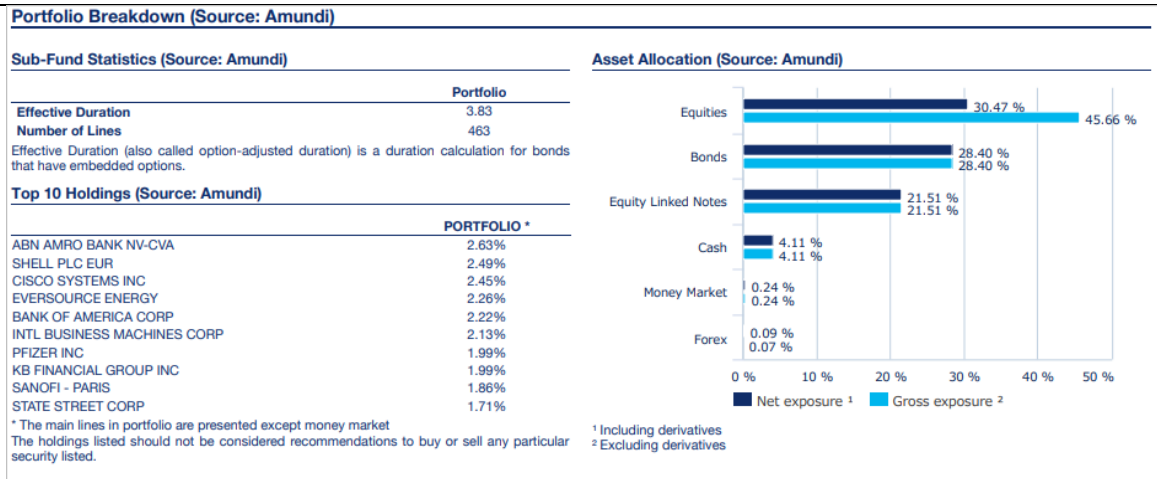 Portfolio Breakdown (Source: Amundi)
Sub-Fund Statistics (Source: Amundi)
Portfolio
Effective Duration 3.83
Number of Lines 463
Effective Duration (also called option-adjusted duration) is a duration calculation for bonds
that have embedded options.
Top 10 Holdings (Source: Amundi)
PORTFOLIO *
ABN AMRO BANK NV-CVA 2.63%
SHELL PLC EUR 2.49%
CISCO SYSTEMS INC 2.45%
EVERSOURCE ENERGY 2.26%
BANK OF AMERICA CORP 2.22%
INTL BUSINESS MACHINES CORP 2.13%
PFIZER INC 1.99%
KB FINANCIAL GROUP INC 1.99%
SANOFI - PARIS 1.86%
STATE STREET CORP 1.71%
* The main lines in portfolio are presented except money market
The holdings listed should not be considered recommendations to buy or sell any particular
security listed.
Asset Allocation (Source: Amundi)
Equities 30.47 %
45.66 %
Bonds 28.40 %
28.40 %
Equity Linked Notes 21.51 %
21.51 %
Cash 4.11 %
4.11 %
Money Market 0.24 %
0.24 %
Forex 0.09 %
0.07 %
0 % 10 % 20 % 30 % 40 % 50 %
Net exposure ¹ Gross exposure ²
¹ Including derivatives
² Excluding derivatives